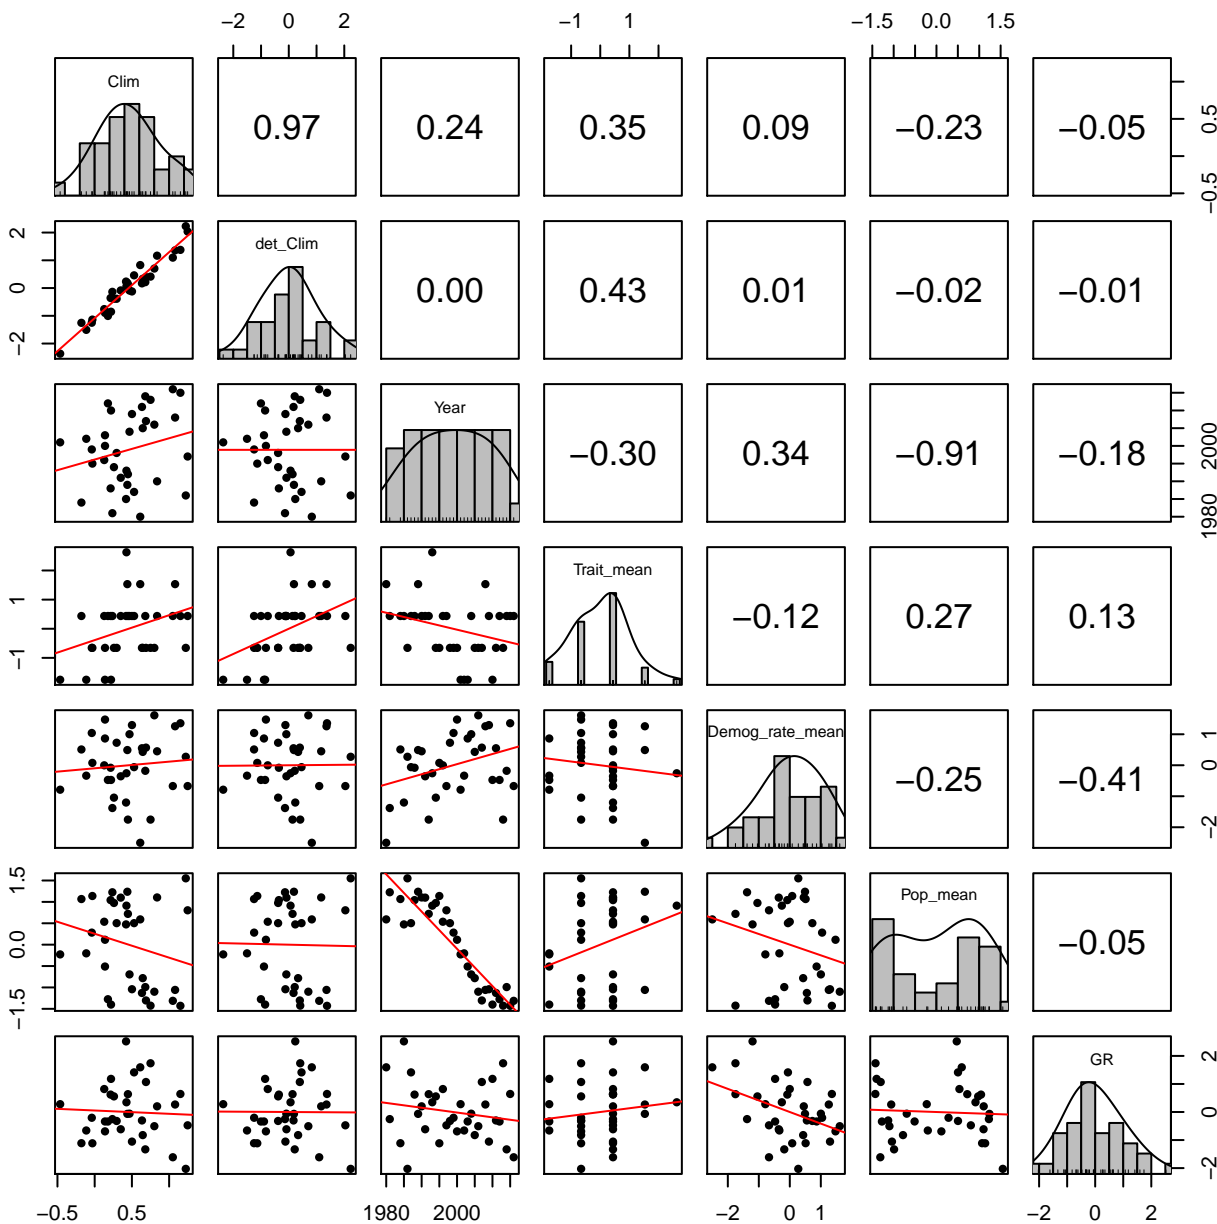 −2 0 2 −1 1 −1.5 0.0 1.5
Clim 0.97 0.24 0.35 0.09 −0.23 −0.05 −0.5 0.5
−2 0 2 det_Clim 0.00 0.43 0.01 −0.02 −0.01
Year −0.30 0.34 −0.91 −0.18 1980 2000
−1 1 Trait_mean −0.12 0.27 0.13
Demog_rate_mean −0.25 −0.41 −2 0 1
−1.5 0.0 1.5 Pop_mean −0.05
GR −2 0 2
−0.5 0.5 1980 2000 −2 0 1 −2 0 2